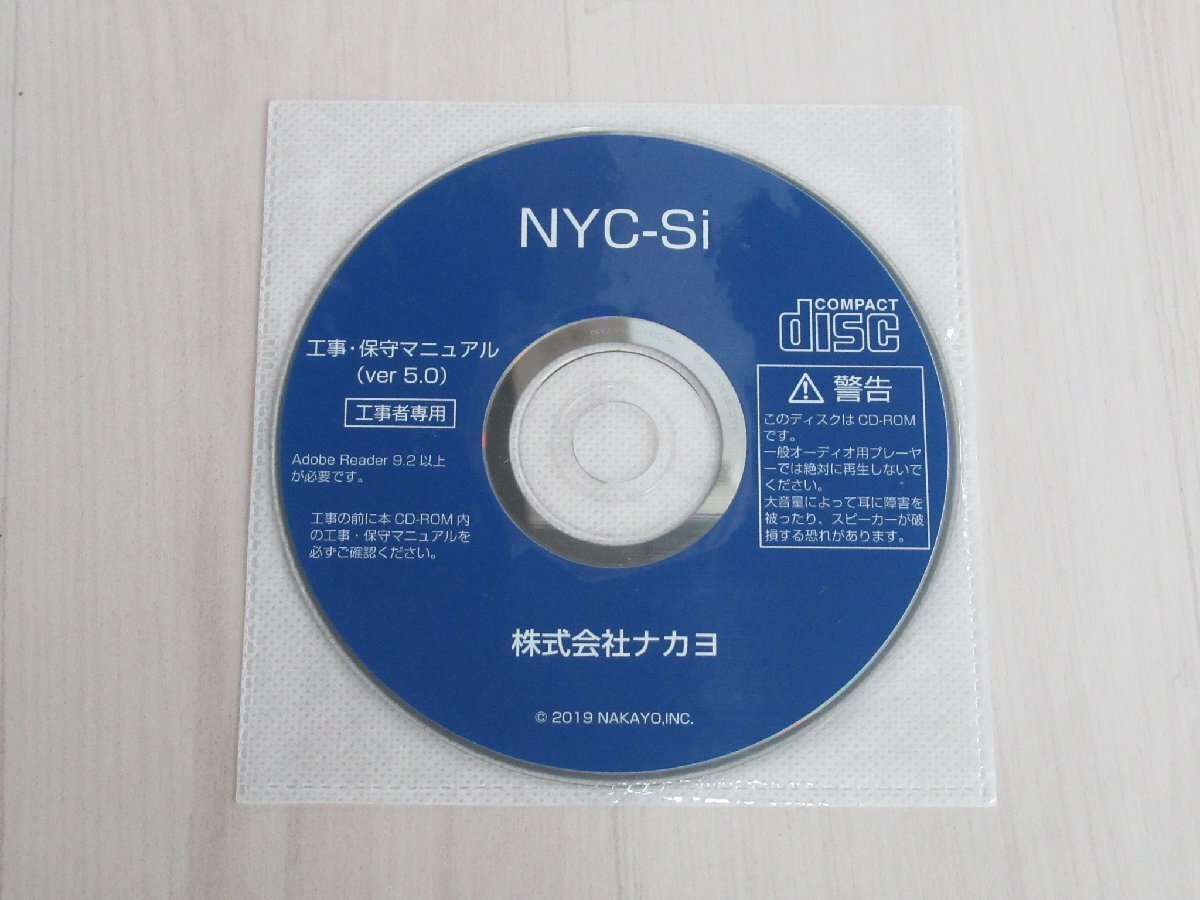 NYC-Si
COMPACT
disc
工事・保守マニュアル
(ver 5.0)
工事者専用
Adobe Reader 9.2以上
が必要です。
工事の前に本CD-ROM内
の工事・保守マニュアルを
必ずご確認ください。
⚠ 警告
このディスクはCD-ROM
です。
一般オーディオ用プレーヤ
ーでは絶対に再生しないで
ください。
大音量によって耳に障害を
被ったり、スピーカーが破
損する恐れがあります。
株式会社ナカヨ
© 2019 NAKAYO,INC.